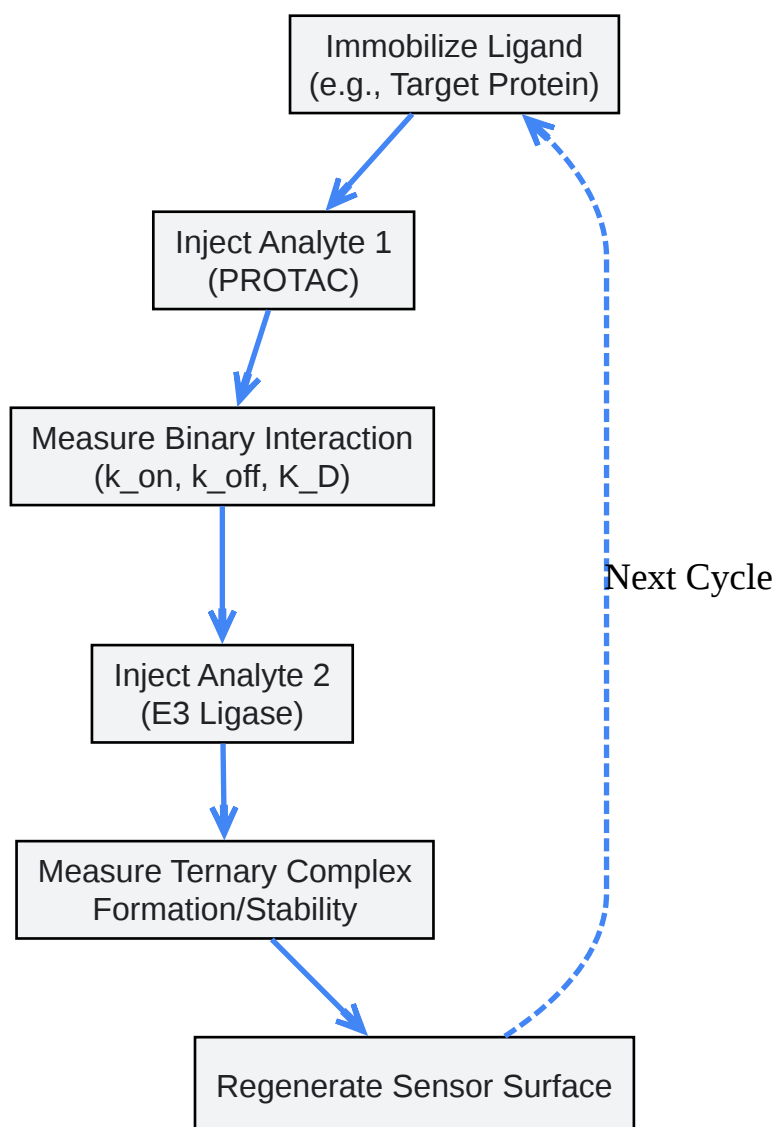 Immobilize Ligand
(e.g., Target Protein)
Inject Analyte 1
(PROTAC)
Measure Binary Interaction
(k_on, k_off, K_D)
Next Cycle
Inject Analyte 2
(E3 Ligase)
Measure Ternary Complex
Formation/Stability
Regenerate Sensor Surface